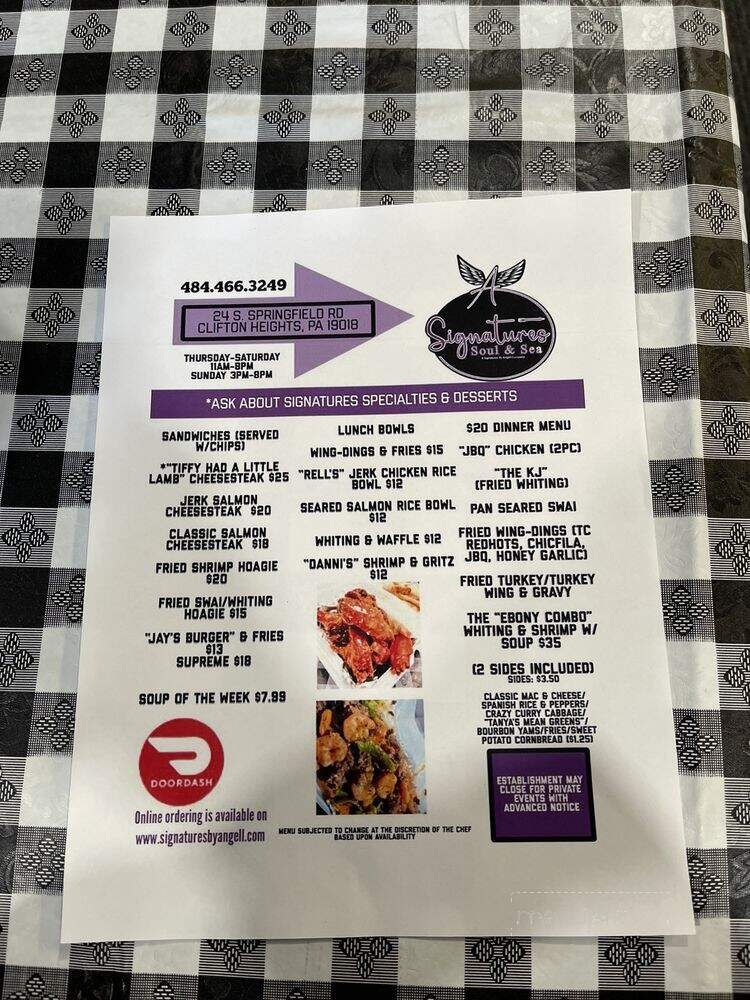 484.466.3249
24 S. SPRINGFIELD RD
CLIFTON HEIGHTS, PA 19018
THURSDAY-SATURDAY
11AM-8PM
SUNDAY 3PM-8PM
A
Signatures
Soul & Sea
*ASK ABOUT SIGNATURES SPECIALTIES & DESSERTS
SANDWICHES (SERVED
W/CHIPS)
*"TIFFY HAD A LITTLE
LAMB" CHEESESTEAK $25
JERK SALMON
CHEESESTEAK $20
CLASSIC SALMON
CHEESESTEAK $18
FRIED SHRIMP HOAGIE
$20
FRIED SWAI/WHITING
HOAGIE $15
"JAY'S BURGER" & FRIES
$13
SUPREME $18
SOUP OF THE WEEK $7.99
DOORDASH
Online ordering is available on
www.signaturesbyangell.com
LUNCH BOWLS
WING-DINGS & FRIES $15
"RELL'S" JERK CHICKEN RICE
BOWL $12
SEARED SALMON RICE BOWL
$12
WHITING & WAFFLE $12
"DANNI'S" SHRIMP & GRITZ
$12
MENU SUBJECTED TO CHANGE AT THE DISCRETION OF THE CHEF
BASED UPON AVAILABILITY
$20 DINNER MENU
"JBQ" CHICKEN (2PC)
"THE KJ"
(FRIED WHITING)
PAN SEARED SWAI
FRIED WING-DINGS (TC
REDHOTS, CHICFILA,
JBQ, HONEY GARLIC)
FRIED TURKEY/TURKEY
WING & GRAVY
THE "EBONY COMBO"
WHITING & SHRIMP W/
SOUP $35
(2 SIDES INCLUDED)
SIDES: $3.50
CLASSIC MAC & CHEESE/
SPANISH RICE & PEPPERS/
CRAZY CURRY CABBAGE/
"TANYA'S MEAN GREENS"/
BOURBON YAMS/FRIES/SWEET
POTATO CORNBREAD ($1.25)
ESTABLISHMENT MAY
CLOSE FOR PRIVATE
EVENTS WITH
ADVANCED NOTICE